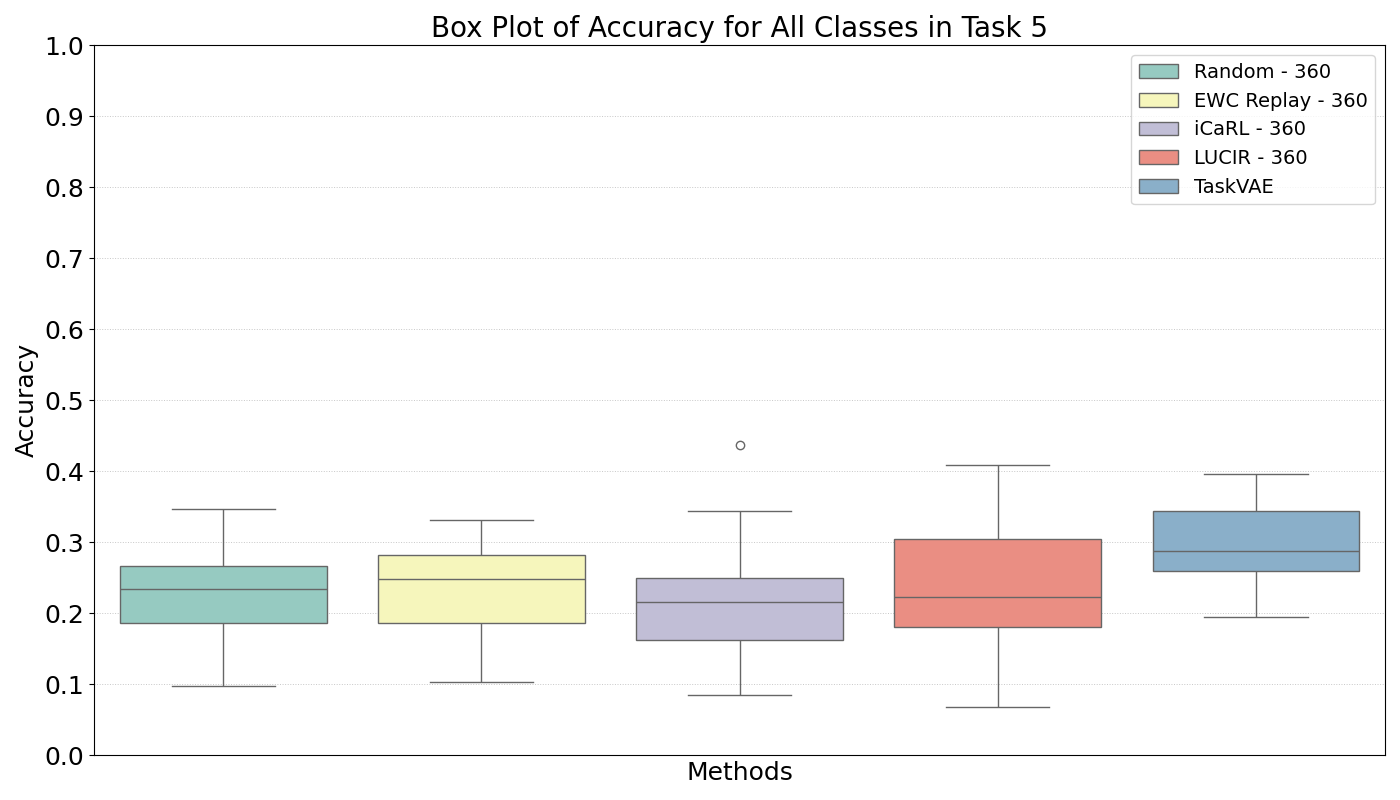 Box Plot of Accuracy for All Classes in Task 5
1.0
0.9
0.8
0.7
0.6
0.5
0.4
0.3
0.2
0.1
0.0
Accuracy
Methods
Random - 360
EWC Replay - 360
iCaRL - 360
LUCIR - 360
TaskVAE